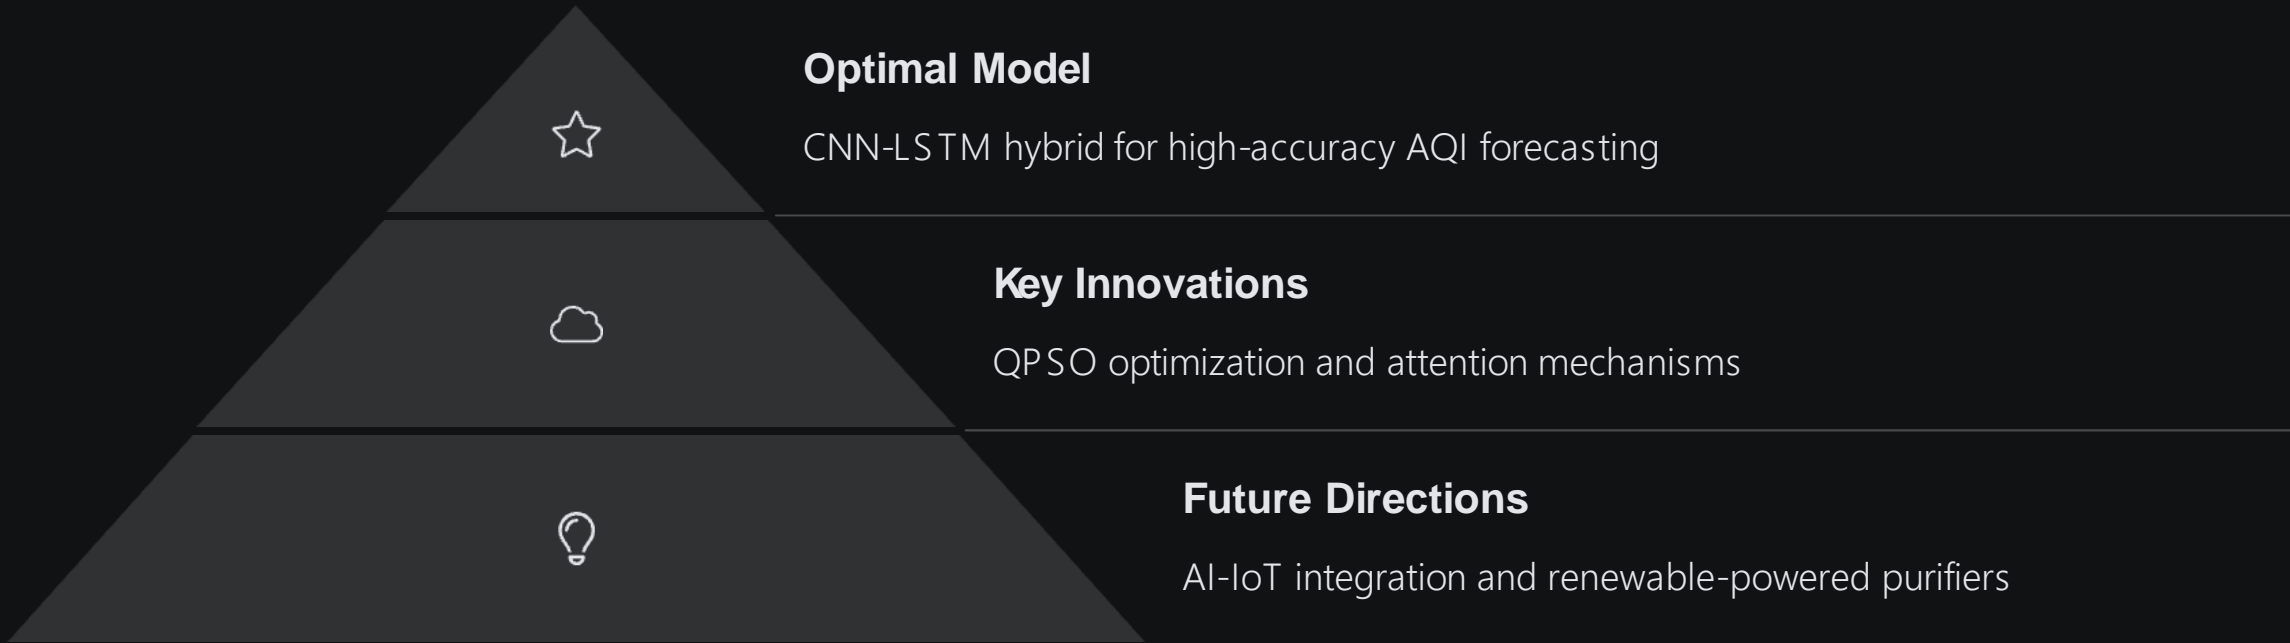 Optimal Model
CNN-LSTM hybrid for high-accuracy AQI forecasting
Key Innovations
QPSO optimization and attention mechanisms
Future Directions
AI-IoT integration and renewable-powered purifiers